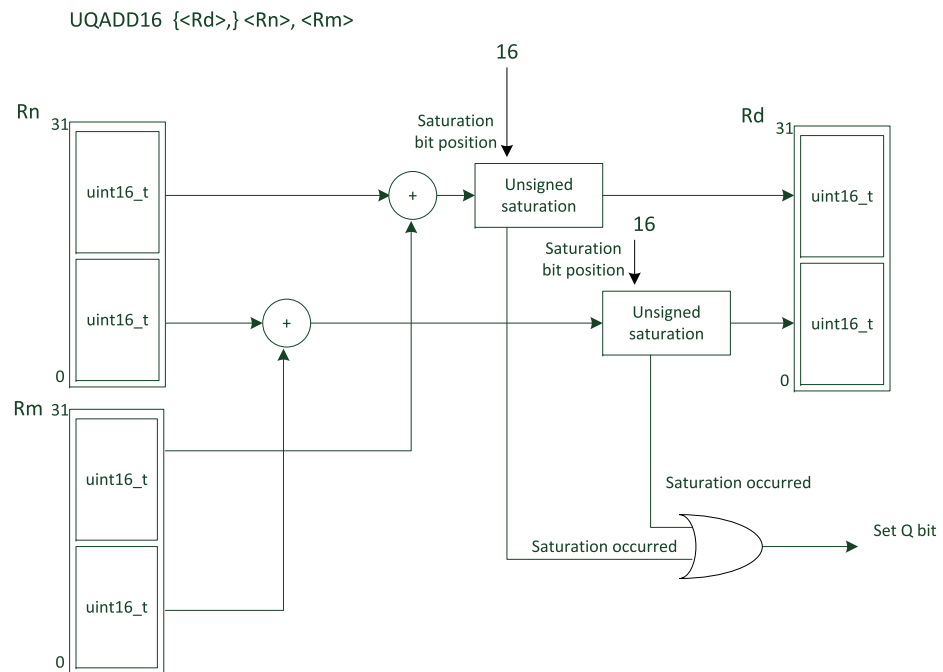 UQADD16 {<Rd>,} <Rn>, <Rm>
16
Rn
31
Saturation
bit position
Rd
31
uint16_t
+
Unsigned
saturation
uint16_t
16
Saturation
bit position
uint16_t
+
Unsigned
saturation
uint16_t
0
0
Rm
31
uint16_t
Saturation occurred
Set Q bit
Saturation occurred
uint16_t
0